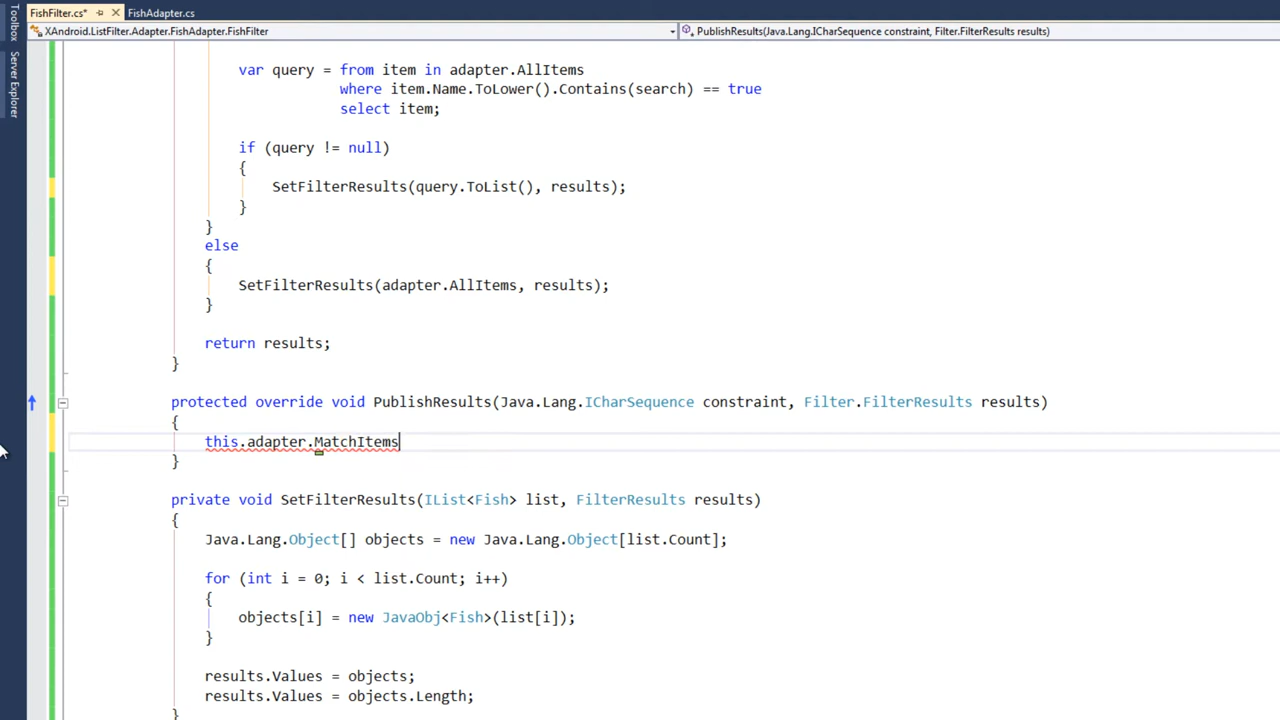 FishFilter.cs*
FishAdapter.cs
Toolbox
Server Explorer
XAndroid.ListFilter.Adapter.FishAdapter.FishFilter
PublishResults(Java.Lang.ICharSequence constraint, Filter.FilterResults results)
var query = from item in adapter.AllItems
where item.Name.ToLower().Contains(search) == true
select item;
if (query != null)
{
SetFilterResults(query.ToList(), results);
}
}
else
{
SetFilterResults(adapter.AllItems, results);
}
return results;
}
protected override void PublishResults(Java.Lang.ICharSequence constraint, Filter.FilterResults results)
{
this.adapter.MatchItems
}
private void SetFilterResults(IList<Fish> list, FilterResults results)
{
Java.Lang.Object[] objects = new Java.Lang.Object[list.Count];
for (int i = 0; i < list.Count; i++)
{
objects[i] = new JavaObj<Fish>(list[i]);
}
results.Values = objects;
results.Values = objects.Length;
}